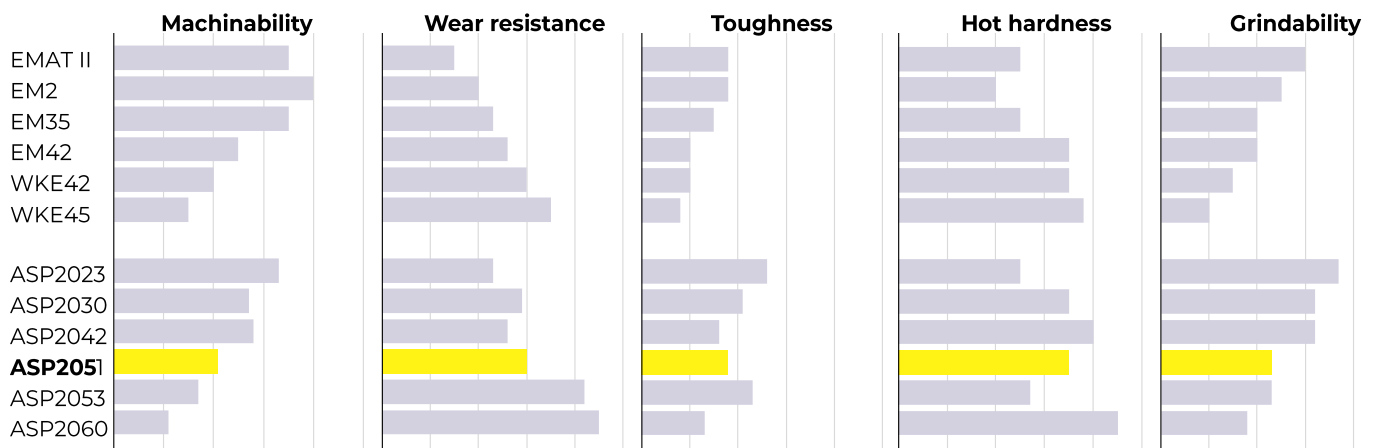 Machinability Wear resistance Toughness Hot hardness Grindability
EMAT II
EM2
EM35
EM42
WKE42
WKE45
ASP2023
ASP2030
ASP2042
ASP2051
ASP2053
ASP2060